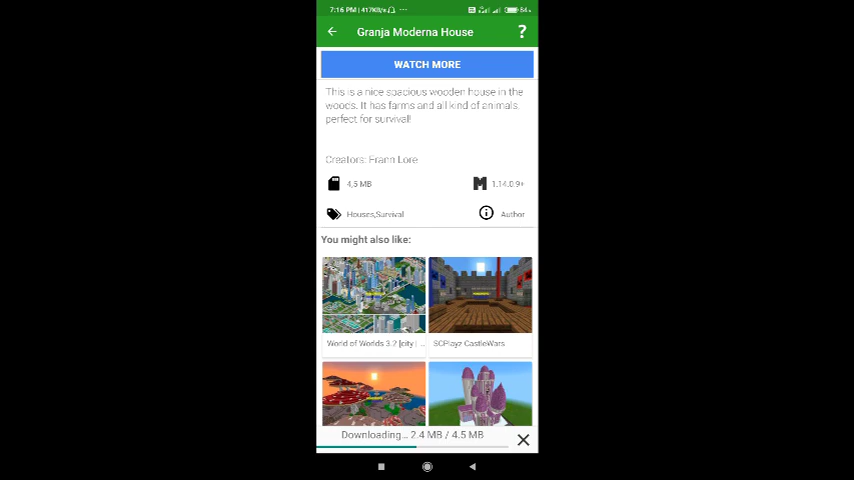 7:16 PM | 417KB/s
84
Granja Moderna House
?
WATCH MORE
This is a nice spacious wooden house in the
woods. It has farms and all kind of animals,
perfect for survival!
Creators: Frann Lore
4,5 MB
1.14.0.9+
Houses,Survival
Author
You might also like:
World of Worlds 3.2 [city | ...
SCPlayz CastleWars
Downloading... 2.4 MB / 4.5 MB